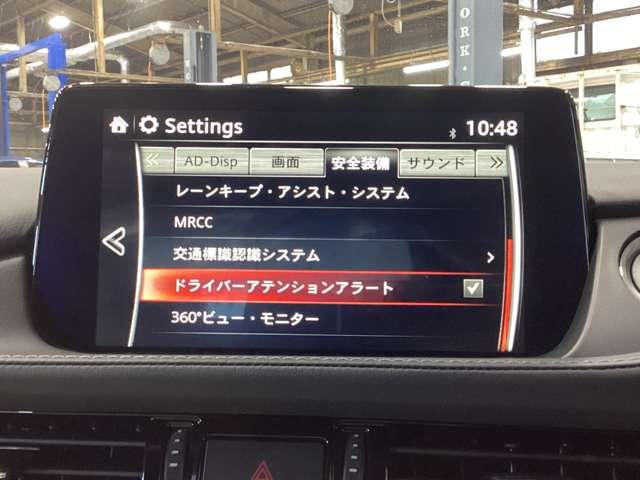 WORK.
Settings
10:48
« AD-Disp 画面 安全装備 サウンド »
レーンキープ・アシスト・システム
MRCC
交通標識認識システム
ドライバーアテンションアラート
360°ビュー・モニター